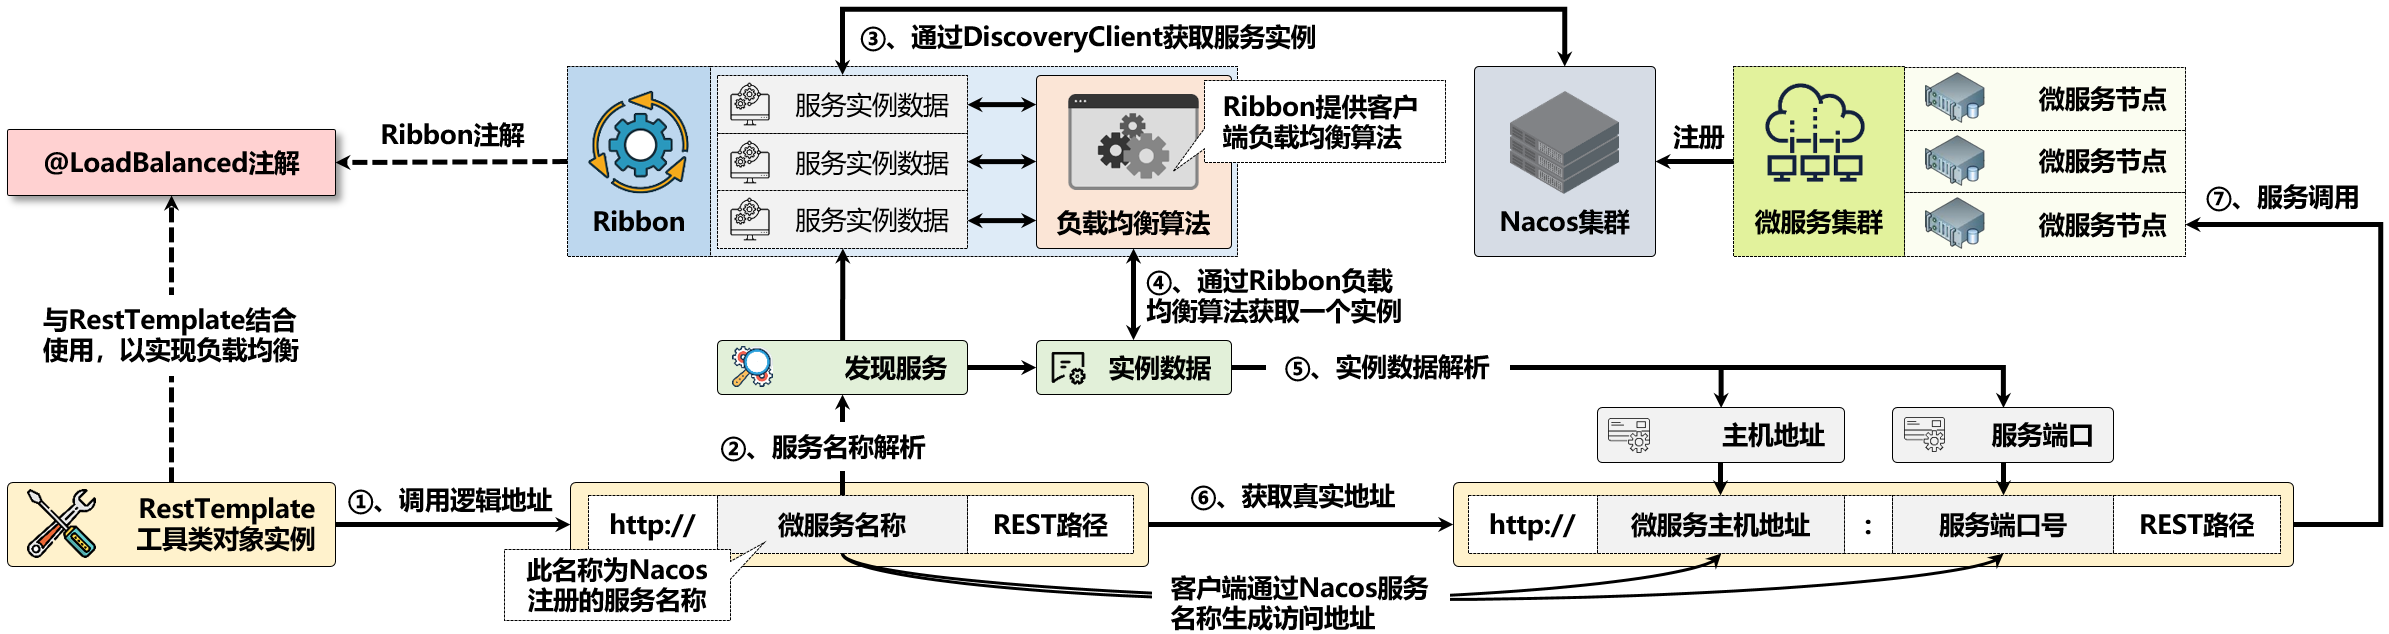 ③、通过DiscoveryClient获取服务实例
@LoadBalanced注解
Ribbon注解
Ribbon
服务实例数据
服务实例数据
服务实例数据
负载均衡算法
Ribbon提供客户
端负载均衡算法
Nacos集群
注册
微服务集群
微服务节点
微服务节点
微服务节点
⑦、服务调用
④、通过Ribbon负载
均衡算法获取一个实例
与RestTemplate结合
使用，以实现负载均衡
发现服务
实例数据
⑤、实例数据解析
主机地址
服务端口
②、服务名称解析
RestTemplate
工具类对象实例
①、调用逻辑地址
http://
微服务名称
REST路径
⑥、获取真实地址
http://
微服务主机地址
:
服务端口号
REST路径
此名称为Nacos
注册的服务名称
客户端通过Nacos服务
名称生成访问地址